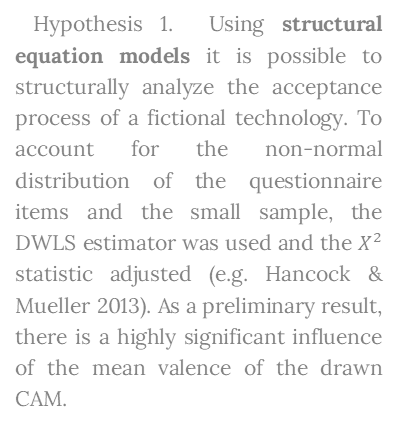 Hypothesis 1. Using structural
equation models it is possible to
structurally analyze the acceptance
process of a fictional technology. To
account for the non-normal
distribution of the questionnaire
items and the small sample, the
DWLS estimator was used and the X²
statistic adjusted (e.g. Hancock &
Mueller 2013). As a preliminary result,
there is a highly significant influence
of the mean valence of the drawn
CAM.